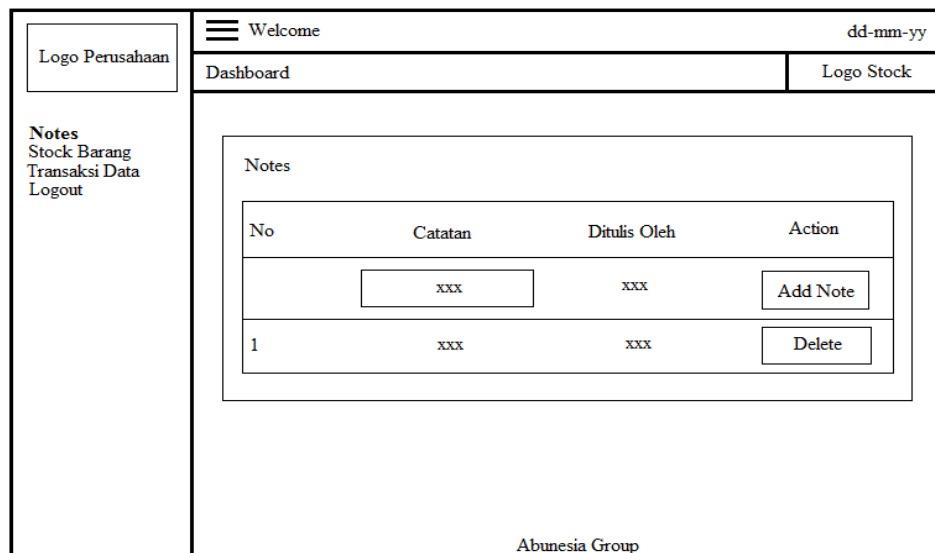 Logo Perusahaan
Notes
Stock Barang
Transaksi Data
Logout
Welcome
dd-mm-yy
Dashboard
Logo Stock
Notes
No Catatan Ditulis Oleh Action
xxx xxx Add Note
1 xxx xxx Delete
Abunesia Group